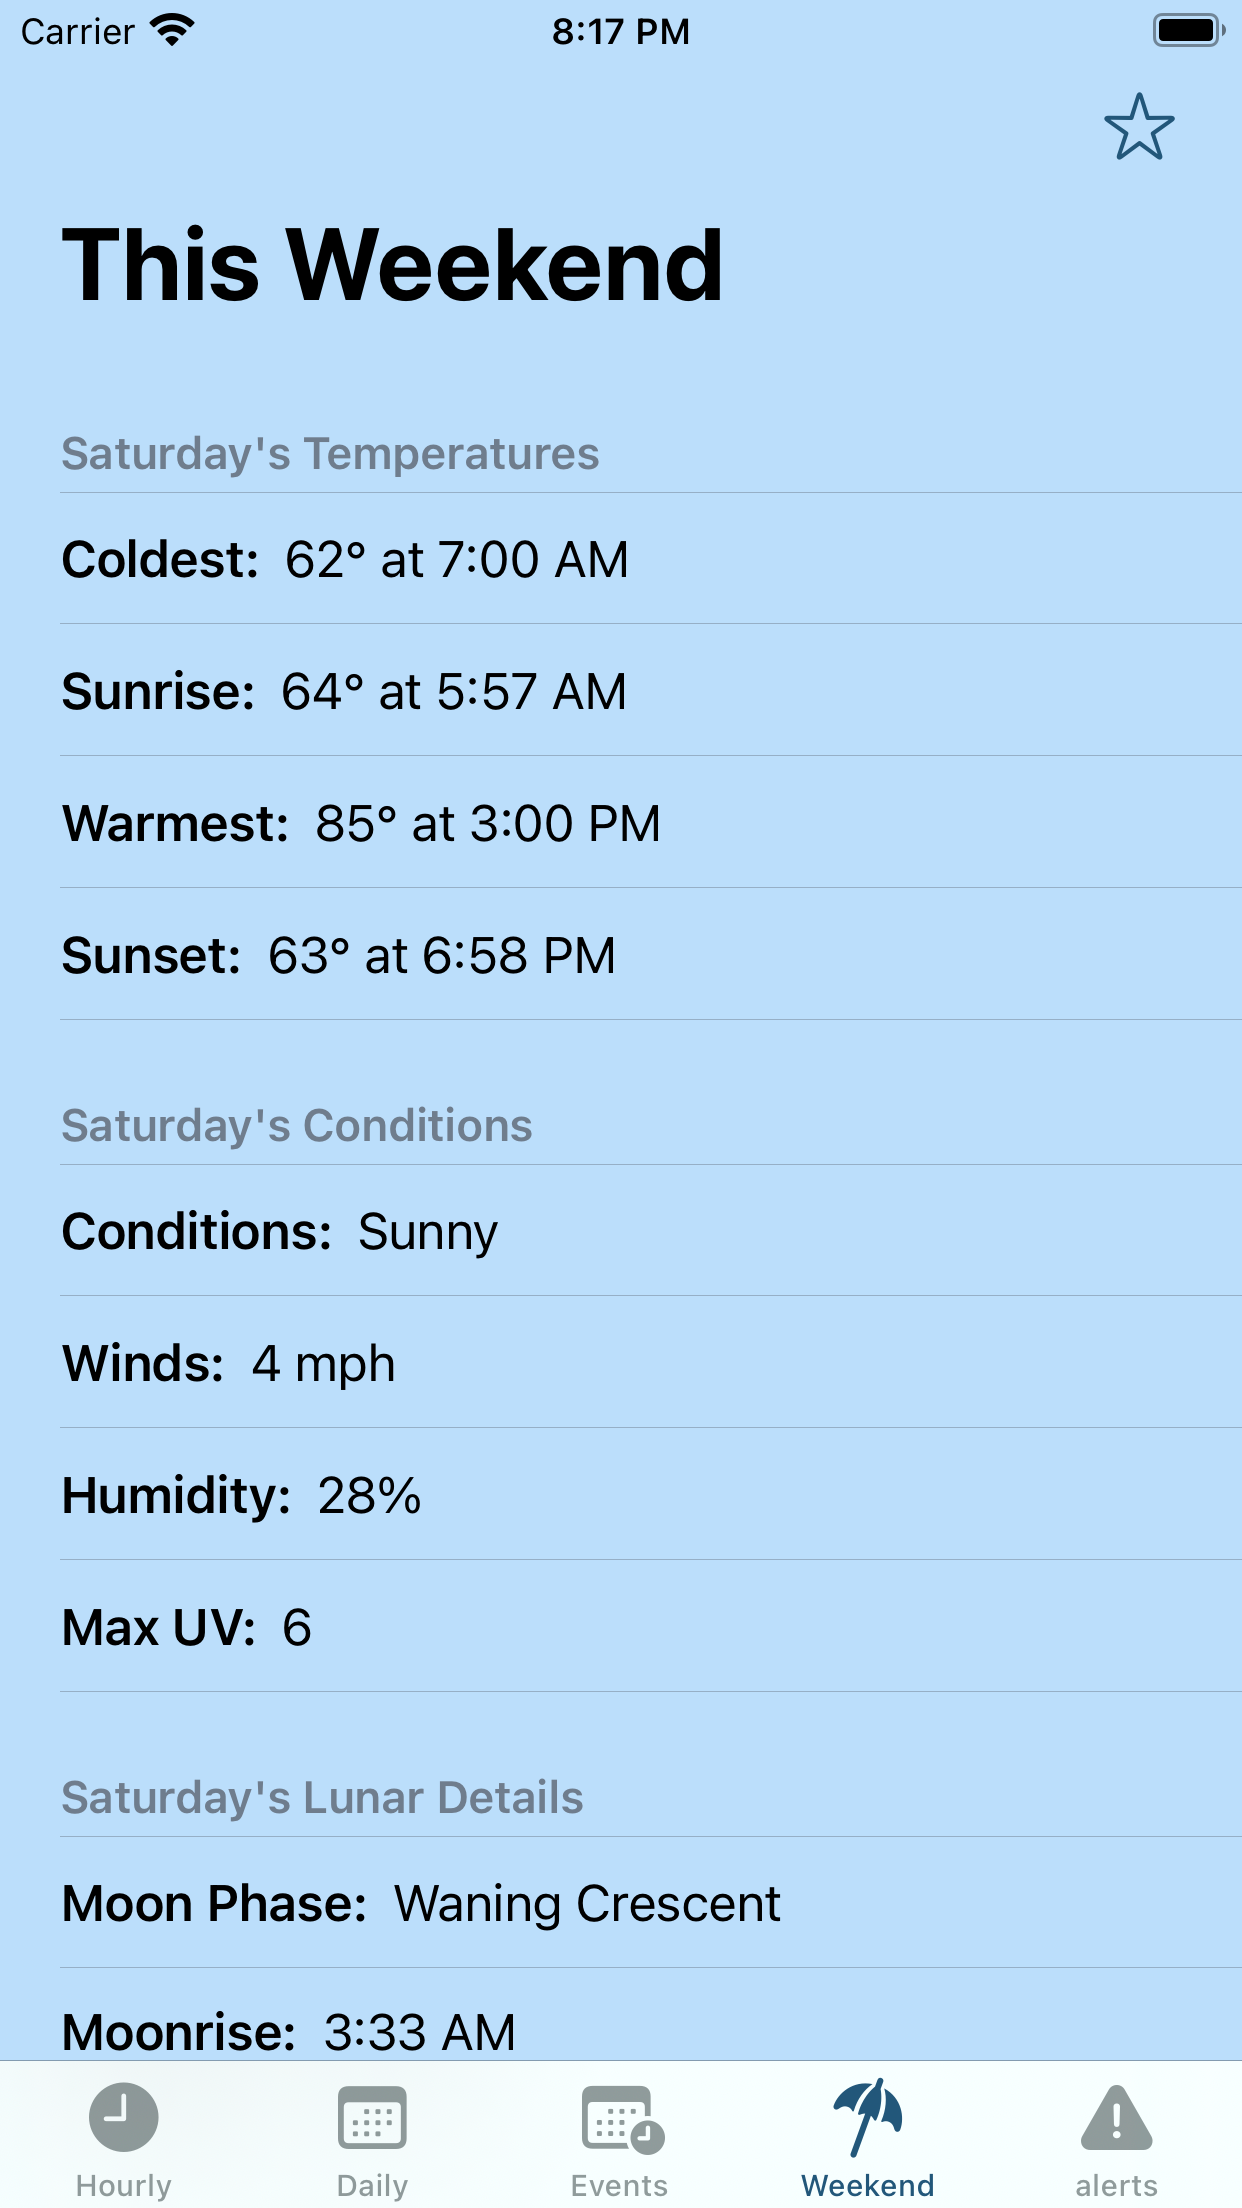 Carrier 8:17 PM
This Weekend
Saturday's Temperatures
Coldest: 62° at 7:00 AM
Sunrise: 64° at 5:57 AM
Warmest: 85° at 3:00 PM
Sunset: 63° at 6:58 PM
Saturday's Conditions
Conditions: Sunny
Winds: 4 mph
Humidity: 28%
Max UV: 6
Saturday's Lunar Details
Moon Phase: Waning Crescent
Moonrise: 3:33 AM
Hourly Daily Events Weekend alerts